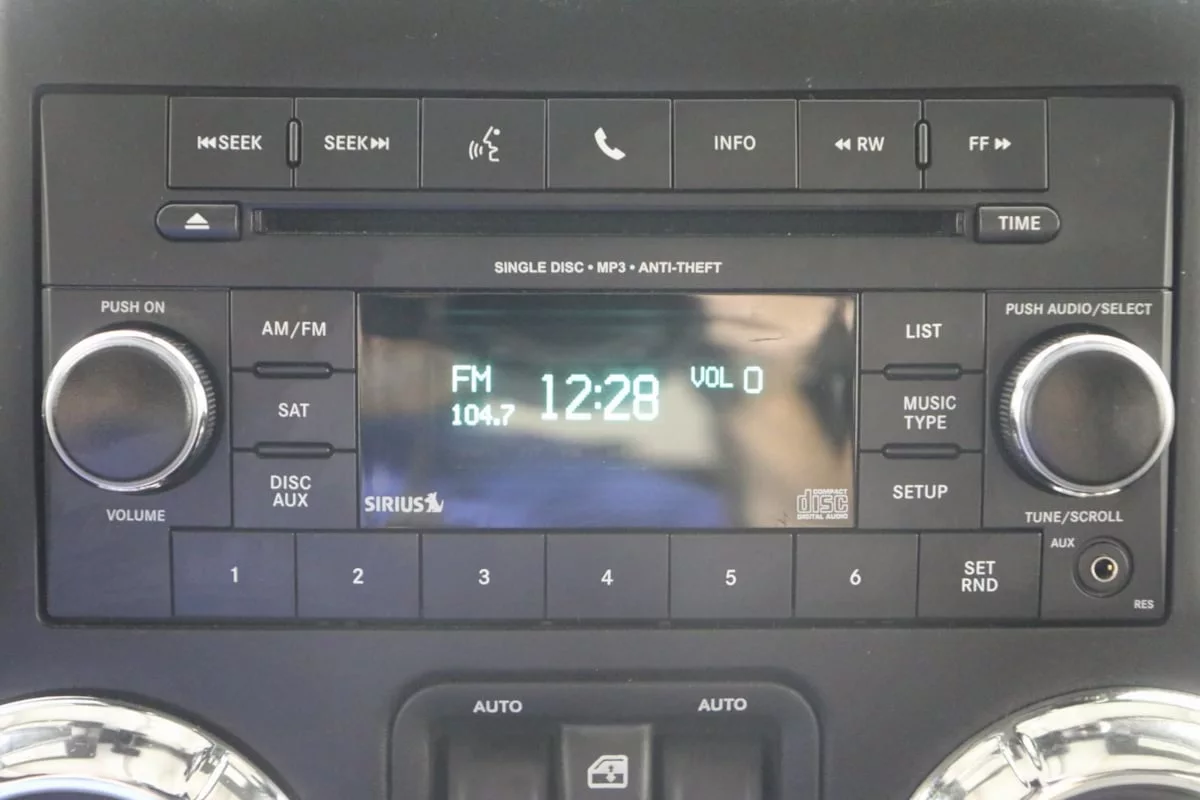 SEEK
SEEK
INFO
RW
FF
TIME
SINGLE DISC • MP3 • ANTI-THEFT
PUSH ON
AM/FM
SAT
DISC
AUX
VOLUME
FM
104.7
12:28
VOL 0
SIRIUS
COMPACT
disc
DIGITAL AUDIO
LIST
MUSIC
TYPE
SETUP
PUSH AUDIO/SELECT
TUNE/SCROLL
AUX
RES
1
2
3
4
5
6
SET
RND
AUTO
AUTO